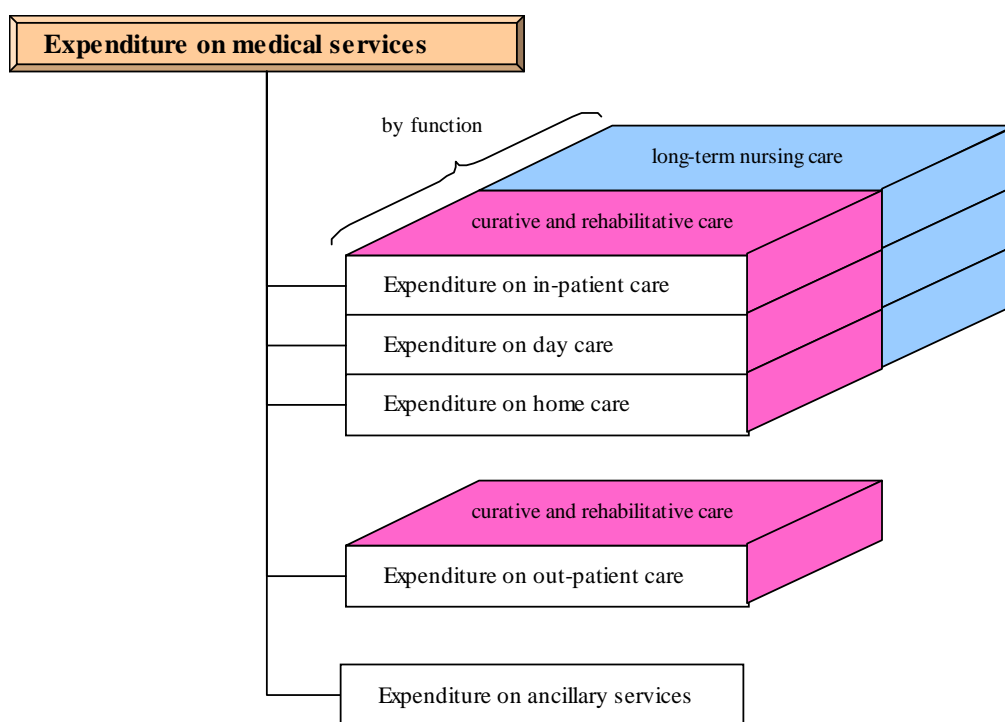 Expenditure on medical services
by function
long-term nursing care
curative and rehabilitative care
Expenditure on in-patient care
Expenditure on day care
Expenditure on home care
curative and rehabilitative care
Expenditure on out-patient care
Expenditure on ancillary services